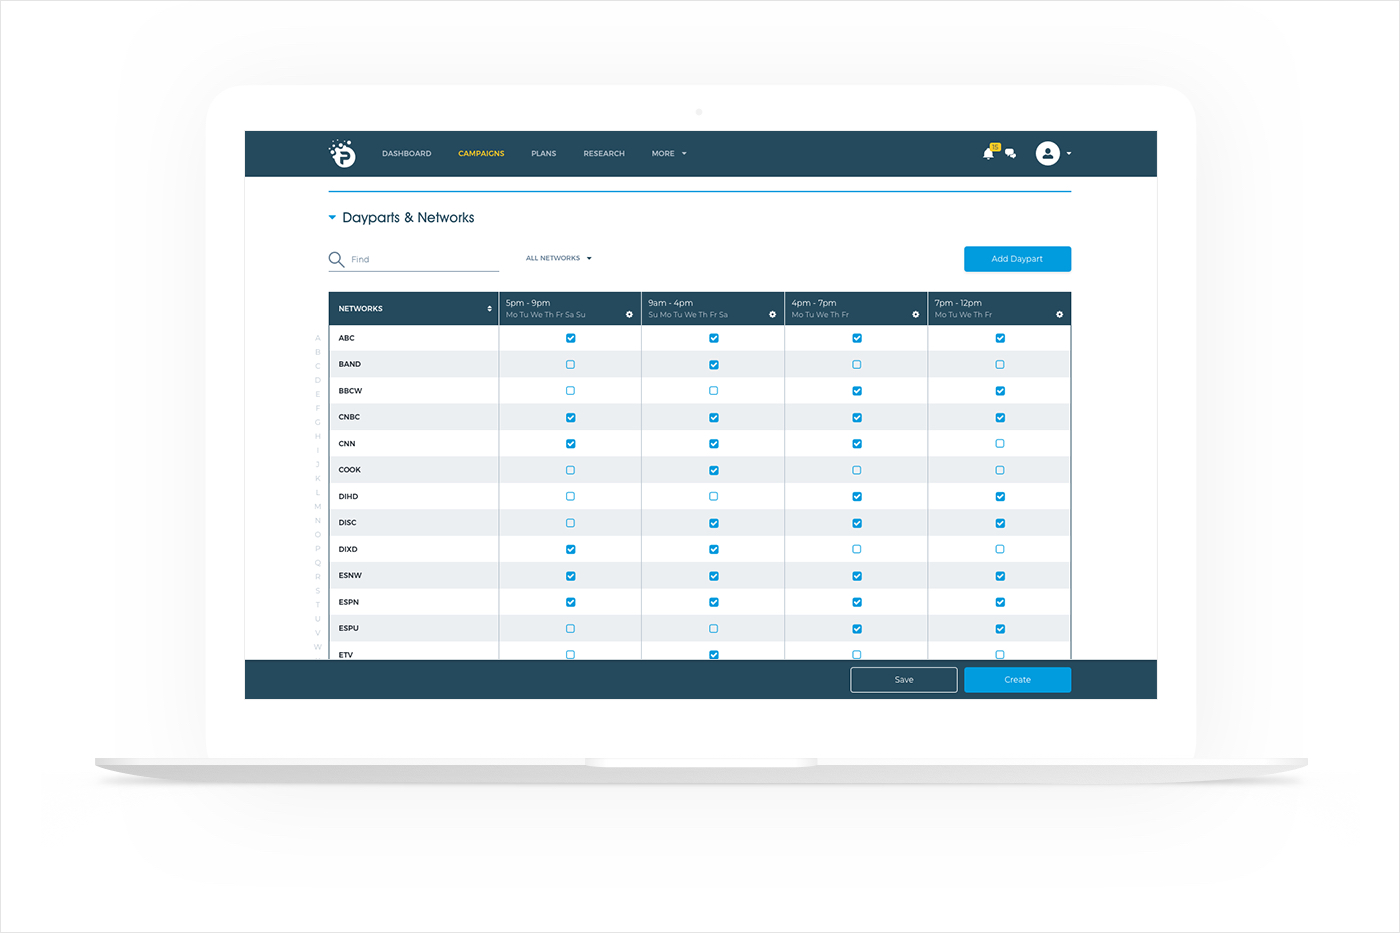 P
DASHBOARD CAMPAIGNS PLANS RESEARCH MORE 15
Dayparts & Networks
Find ALL NETWORKS Add Daypart
NETWORKS
5pm - 9pm
Mo Tu We Th Fr Sa Su
9am - 4pm
Su Mo Tu We Th Fr Sa
4pm - 7pm
Mo Tu We Th Fr
7pm - 12pm
Mo Tu We Th Fr
A
B
C
D
E
F
G
H
I
J
K
L
M
N
O
P
Q
R
S
T
U
V
W
ABC
BAND
BBCW
CNBC
CNN
COOK
DIHD
DISC
DIXD
ESNW
ESPN
ESPU
ETV
Save Create